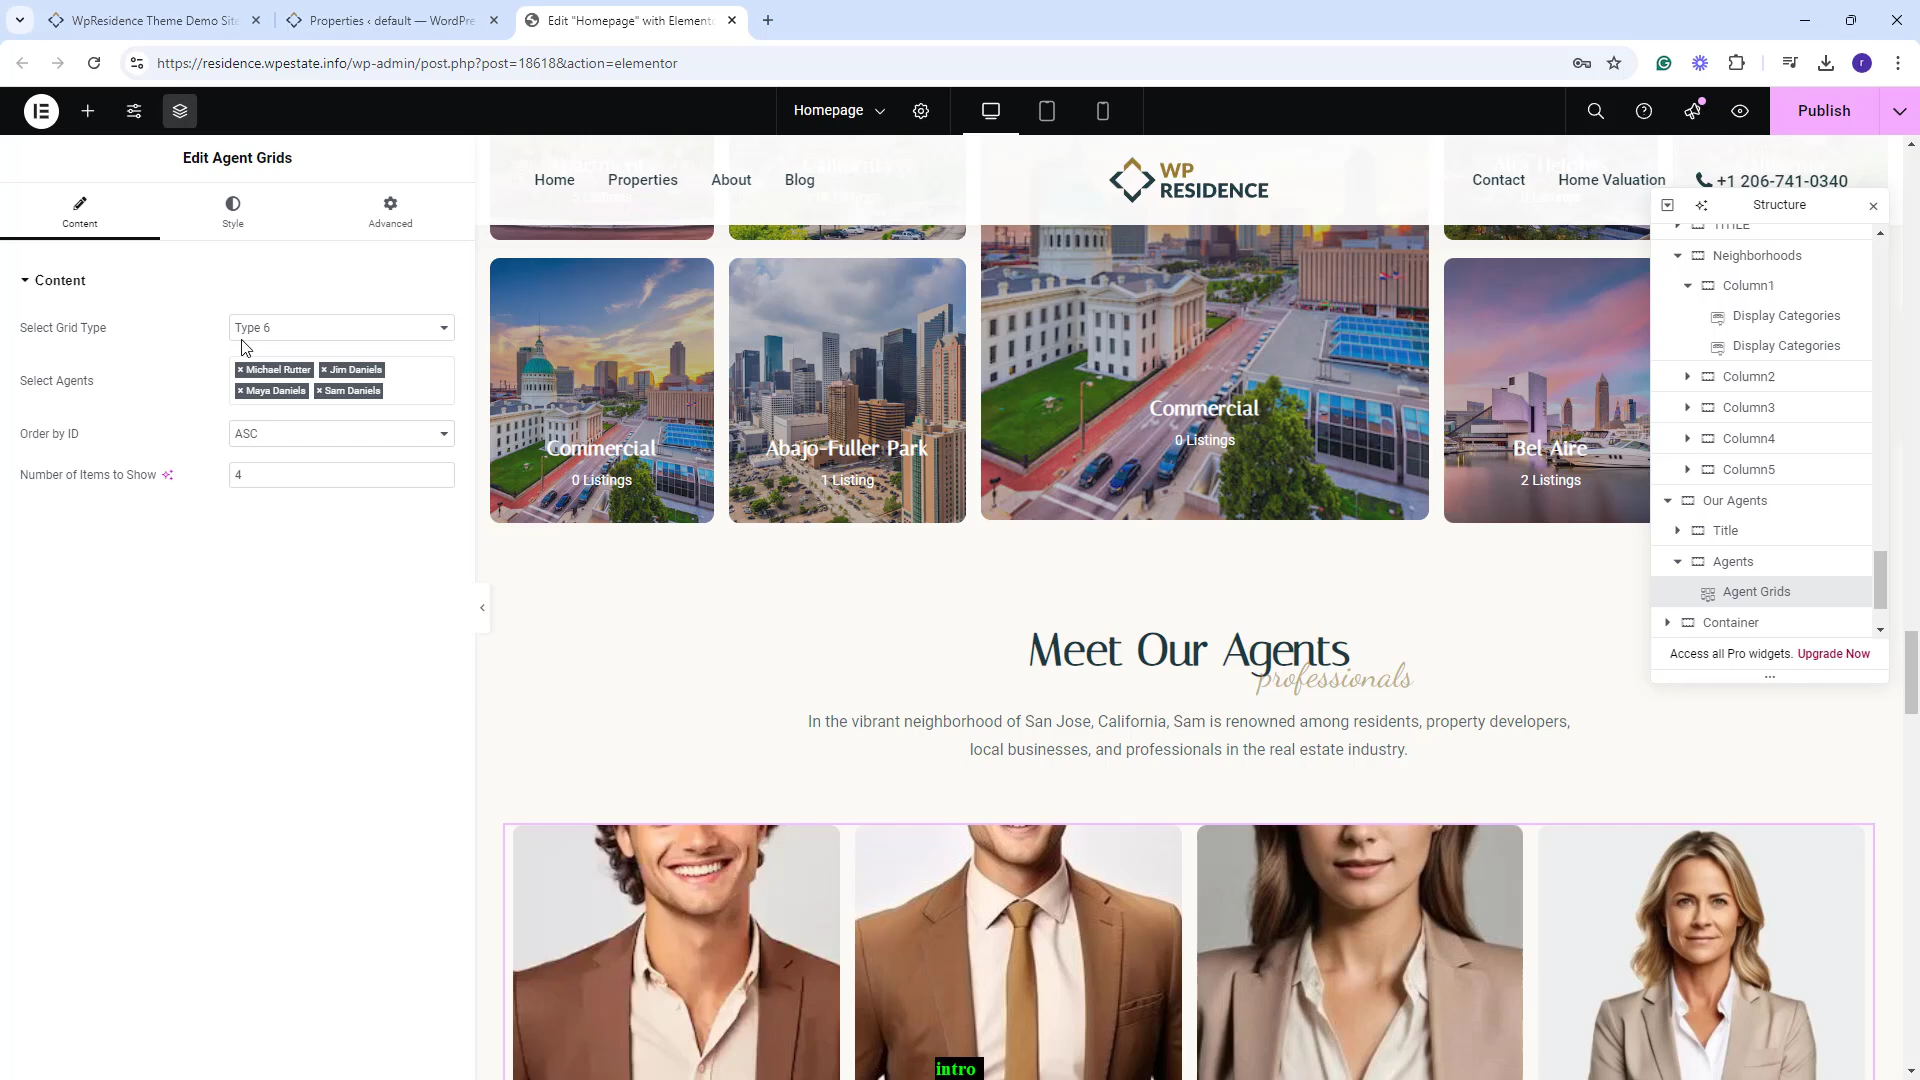 WpResidence Theme Demo Site
Properties ‹ default — WordPre
Edit "Homepage" with Elemento
https://residence.wpestate.info/wp-admin/post.php?post=18618&action=elementor
r
Homepage
Publish
Edit Agent Grids
Content
Style
Advanced
Content
Select Grid Type
Type 6
Select Agents
× Michael Rutter
× Jim Daniels
× Maya Daniels
× Sam Daniels
Order by ID
ASC
Number of Items to Show
4
Home
Properties
About
Blog
WP
RESIDENCE
Contact
Home Valuation
+1 206-741-0340
Commercial
0 Listings
Abajo-Fuller Park
1 Listing
Commercial
0 Listings
Bel Aire
2 Listings
Structure
Neighborhoods
Column1
Display Categories
Display Categories
Column2
Column3
Column4
Column5
Our Agents
Title
Agents
Agent Grids
Container
Access all Pro widgets. Upgrade Now
Meet Our Agents
professionals
In the vibrant neighborhood of San Jose, California, Sam is renowned among residents, property developers,
local businesses, and professionals in the real estate industry.
intro